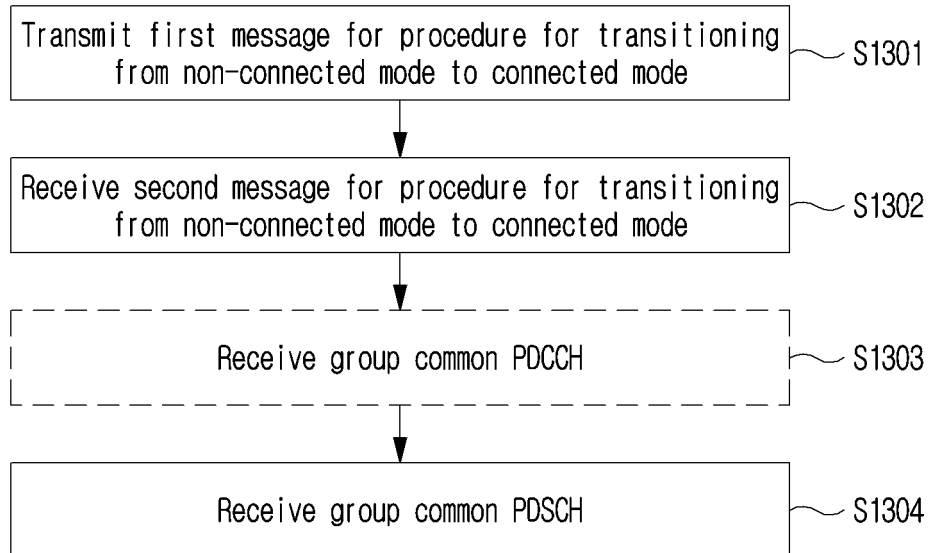 Transmit first message for procedure for transitioning
from non-connected mode to connected mode
S1301
Receive second message for procedure for transitioning
from non-connected mode to connected mode
S1302
Receive group common PDCCH
S1303
Receive group common PDSCH
S1304